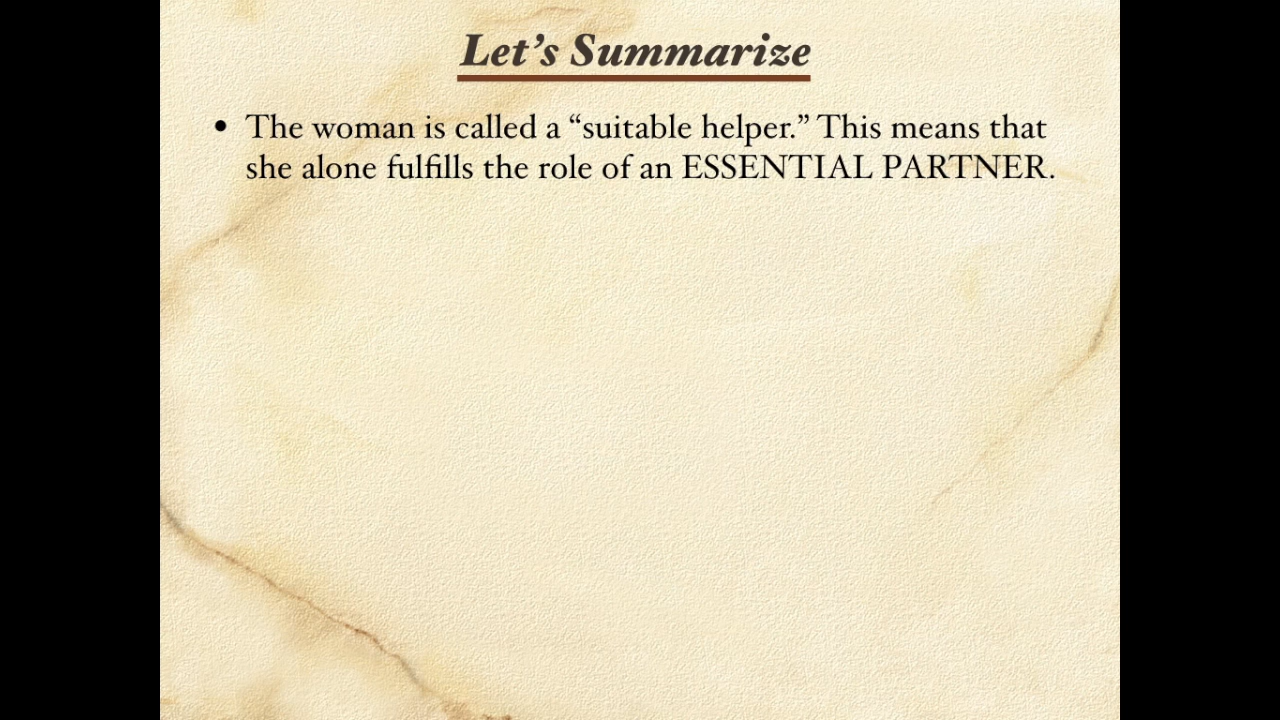 Let’s Summarize
• The woman is called a “suitable helper.” This means that
she alone fulfills the role of an ESSENTIAL PARTNER.